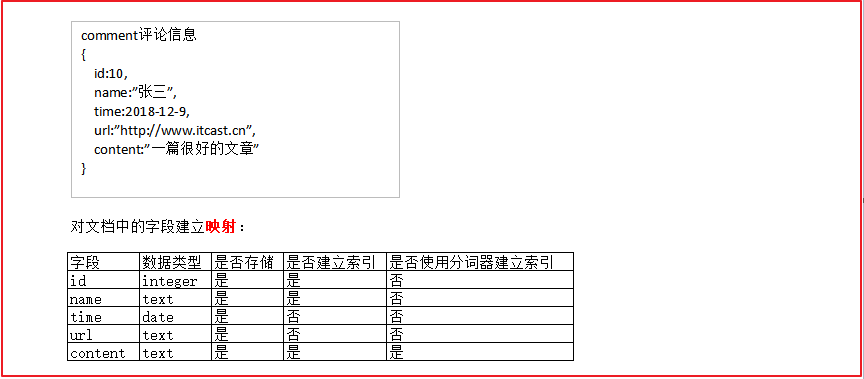 comment评论信息
{
id:10,
name:”张三”,
time:2018-12-9,
url:”http://www.itcast.cn”,
content:”一篇很好的文章”
}
对文档中的字段建立映射：
字段 数据类型 是否存储 是否建立索引 是否使用分词器建立索引
id integer 是 是 否
name text 是 是 否
time date 是 否 否
url text 是 否 否
content text 是 是 是